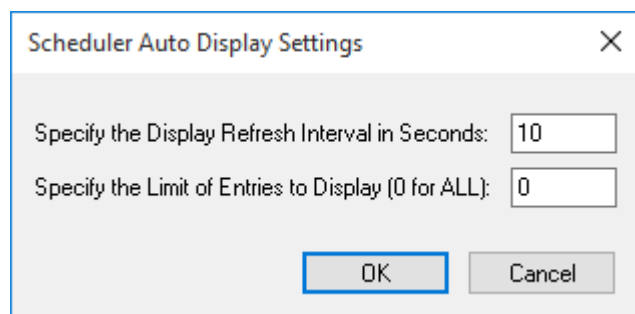 Scheduler Auto Display Settings
Specify the Display Refresh Interval in Seconds: 10
Specify the Limit of Entries to Display (0 for ALL): 0
OK Cancel